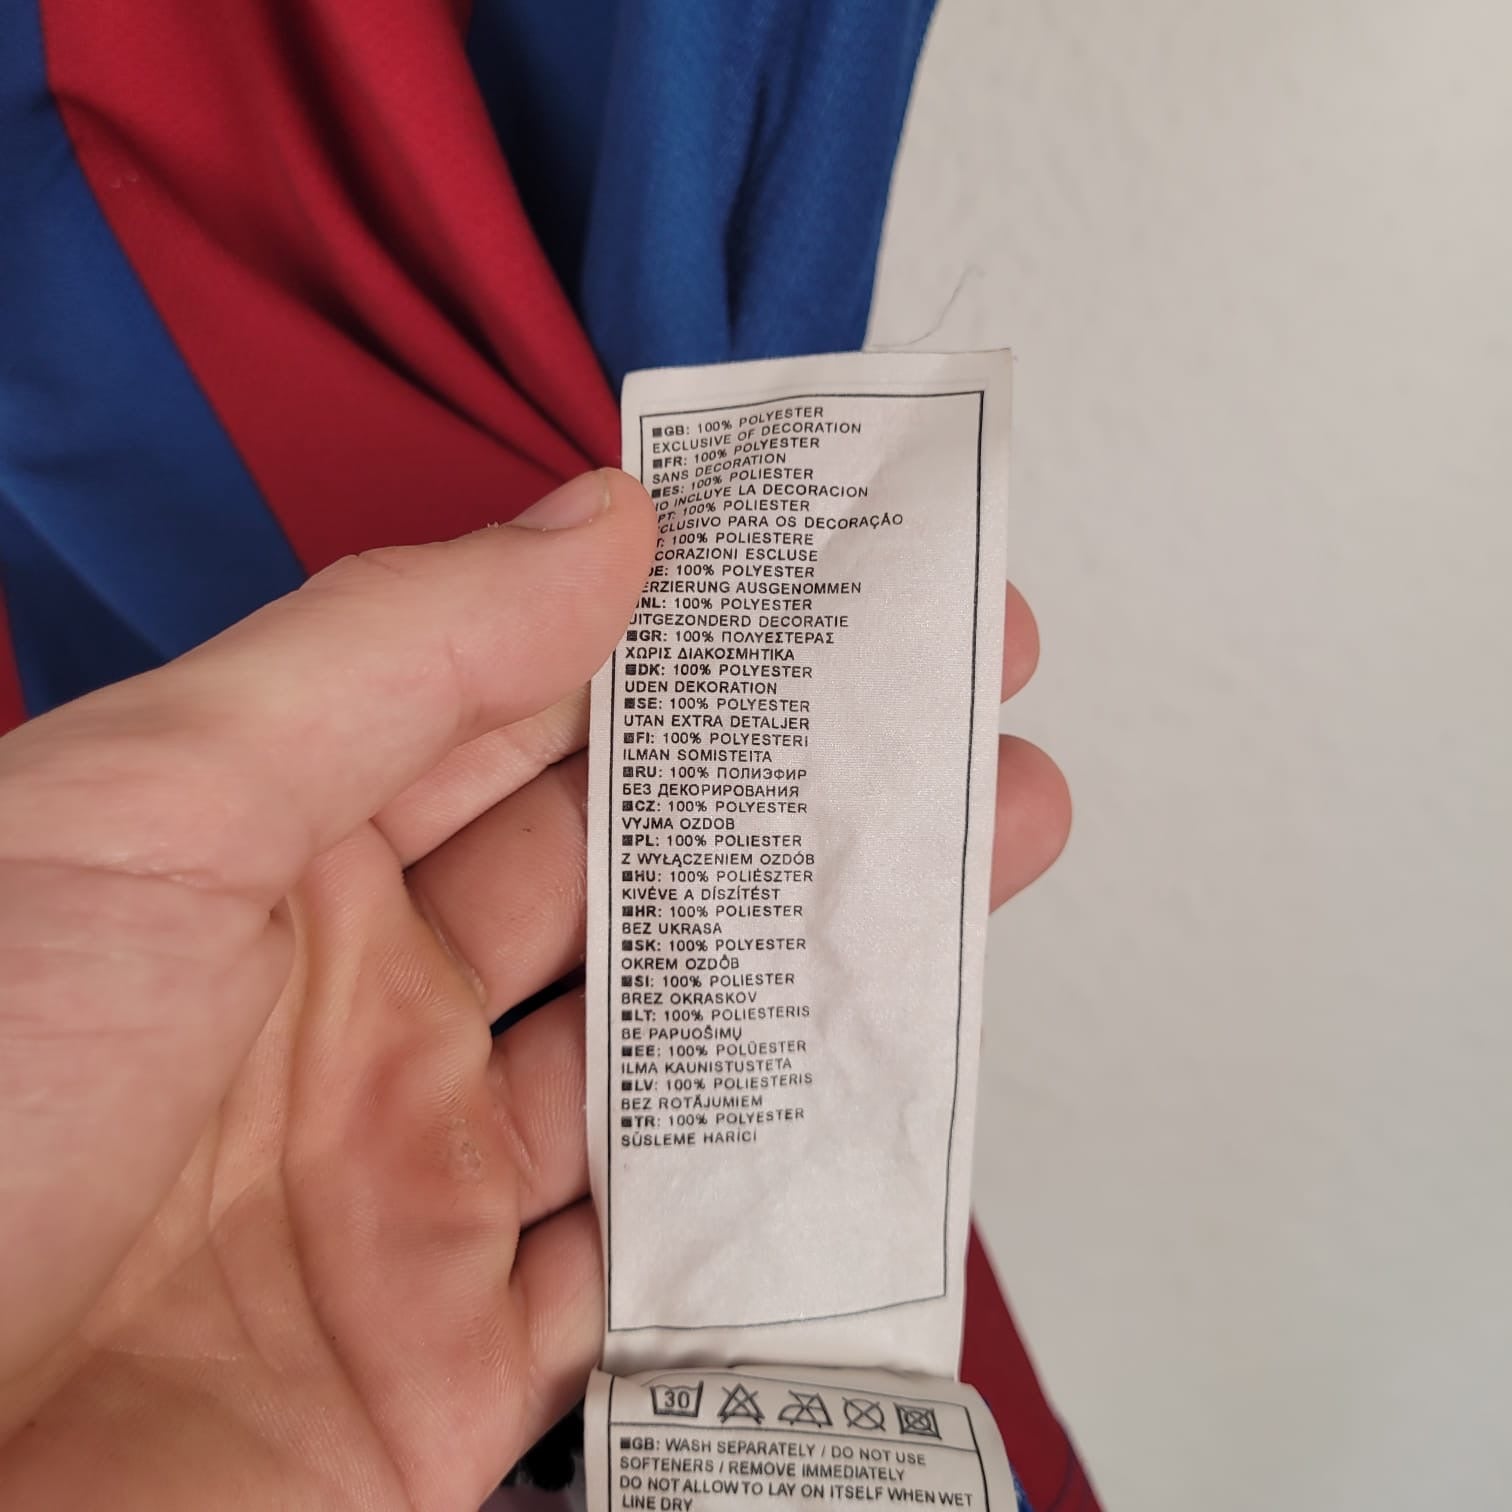 GB: 100% POLYESTER
EXCLUSIVE OF DECORATION
FR: 100% POLYESTER
SANS DECORATION
ES: 100% POLIESTER
INCLUYE LA DECORACION
PT: 100% POLIESTER
PARA OS DECORAÇÃO
100% POLIESTERE
ESCLUSE
100% POLYESTER
AUSGENOMMEN
NL: 100% POLYESTER
UITGEZONDERD DECORATIE
GR: 100% ΠΟΛΥΕΣΤΕΡΑΣ
ΧΩΡΙΣ ΔΙΑΚΟΣΜΗΤΙΚΑ
DK: 100% POLYESTER
UDEN DEKORATION
SE: 100% POLYESTER
UTAN EXTRA DETALJER
FI: 100% POLYESTERI
ILMAN SOMISTEITA
RU: 100% ПОЛИЭФИР
БЕЗ ДЕКОРИРОВАНИЯ
CZ: 100% POLYESTER
VYJMA OZDOB
PL: 100% POLIESTER
Z WYŁĄCZENIEM OZDÓB
HU: 100% POLIÉSZTER
KIVÉVE A DÍSZÍTÉST
HR: 100% POLIESTER
BEZ UKRASA
SK: 100% POLYESTER
OKREM OZDÔB
SI: 100% POLIESTER
BREZ OKRASKOV
LT: 100% POLIESTERIS
BE PAPUOŠIMŲ
EE: 100% POLÜESTER
ILMA KAUNISTUSTETA
LV: 100% POLIESTERIS
BEZ ROTĀJUMIEM
TR: 100% POLYESTER
SÜSLEME HARİCİ
30
GB: WASH SEPARATELY / DO NOT USE
SOFTENERS / REMOVE IMMEDIATELY
DO NOT ALLOW TO LAY ON ITSELF WHEN WET
LINE DRY